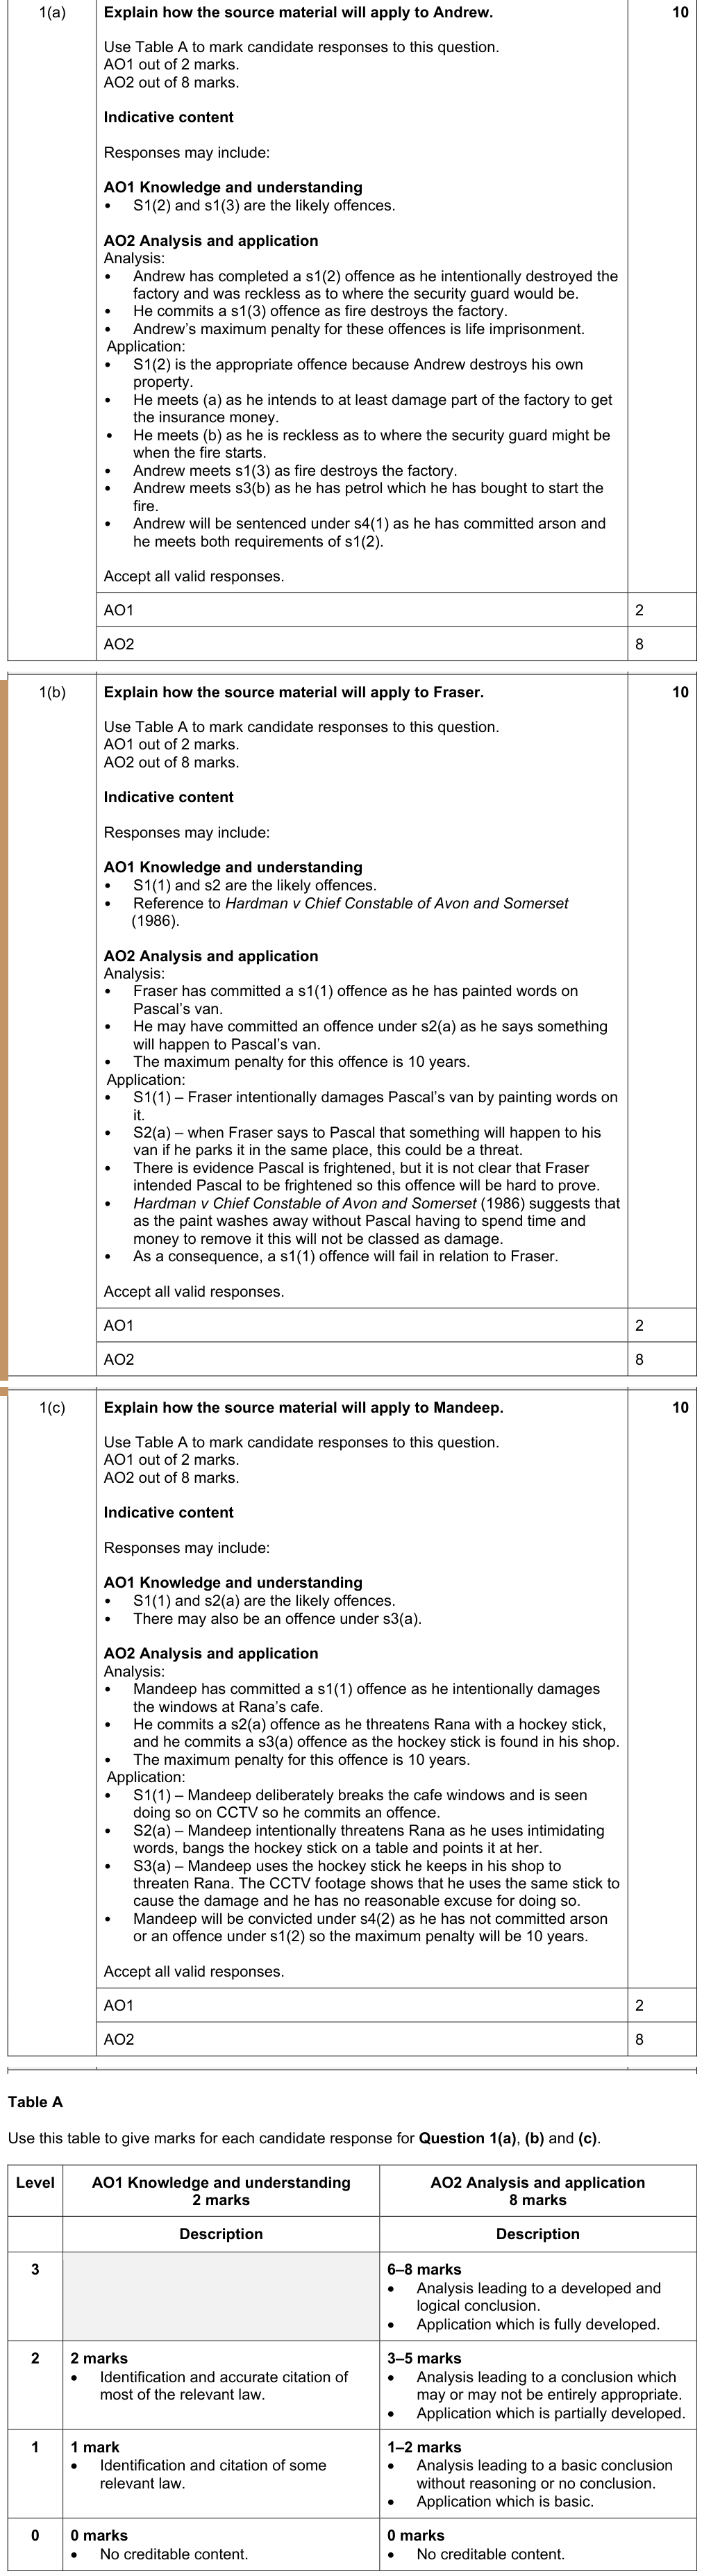 1(a)
Explain how the source material will apply to Andrew.
10
Use Table A to mark candidate responses to this question.
AO1 out of 2 marks.
AO2 out of 8 marks.
Indicative content
Responses may include:
AO1 Knowledge and understanding
• S1(2) and s1(3) are the likely offences.
AO2 Analysis and application
Analysis:
• Andrew has completed a s1(2) offence as he intentionally destroyed the
factory and was reckless as to where the security guard would be.
• He commits a s1(3) offence as fire destroys the factory.
• Andrew's maximum penalty for these offences is life imprisonment.
Application:
• S1(2) is the appropriate offence because Andrew destroys his own
property.
• He meets (a) as he intends to at least damage part of the factory to get
the insurance money.
• He meets (b) as he is reckless as to where the security guard might be
when the fire starts.
• Andrew meets s1(3) as fire destroys the factory.
• Andrew meets s3(b) as he has petrol which he has bought to start the
fire.
• Andrew will be sentenced under s4(1) as he has committed arson and
he meets both requirements of s1(2).
Accept all valid responses.
AO1
2
AO2
8
1(b)
Explain how the source material will apply to Fraser.
10
Use Table A to mark candidate responses to this question.
AO1 out of 2 marks.
AO2 out of 8 marks.
Indicative content
Responses may include:
AO1 Knowledge and understanding
• S1(1) and s2 are the likely offences.
• Reference to Hardman v Chief Constable of Avon and Somerset
(1986).
AO2 Analysis and application
Analysis:
• Fraser has committed a s1(1) offence as he has painted words on
Pascal's van.
• He may have committed an offence under s2(a) as he says something
will happen to Pascal's van.
• The maximum penalty for this offence is 10 years.
Application:
• S1(1) – Fraser intentionally damages Pascal's van by painting words on
it.
• S2(a) – when Fraser says to Pascal that something will happen to his
van if he parks it in the same place, this could be a threat.
• There is evidence Pascal is frightened, but it is not clear that Fraser
intended Pascal to be frightened so this offence will be hard to prove.
• Hardman v Chief Constable of Avon and Somerset (1986) suggests that
as the paint washes away without Pascal having to spend time and
money to remove it this will not be classed as damage.
• As a consequence, a s1(1) offence will fail in relation to Fraser.
Accept all valid responses.
AO1
2
AO2
8
1(c)
Explain how the source material will apply to Mandeep.
10
Use Table A to mark candidate responses to this question.
AO1 out of 2 marks.
AO2 out of 8 marks.
Indicative content
Responses may include:
AO1 Knowledge and understanding
• S1(1) and s2(a) are the likely offences.
• There may also be an offence under s3(a).
AO2 Analysis and application
Analysis:
• Mandeep has committed a s1(1) offence as he intentionally damages
the windows at Rana's cafe.
• He commits a s2(a) offence as he threatens Rana with a hockey stick,
and he commits a s3(a) offence as the hockey stick is found in his shop.
• The maximum penalty for this offence is 10 years.
Application:
• S1(1) – Mandeep deliberately breaks the cafe windows and is seen
doing so on CCTV so he commits an offence.
• S2(a) – Mandeep intentionally threatens Rana as he uses intimidating
words, bangs the hockey stick on a table and points it at her.
• S3(a) – Mandeep uses the hockey stick he keeps in his shop to
threaten Rana. The CCTV footage shows that he uses the same stick to
cause the damage and he has no reasonable excuse for doing so.
• Mandeep will be convicted under s4(2) as he has not committed arson
or an offence under s1(2) so the maximum penalty will be 10 years.
Accept all valid responses.
AO1
2
AO2
8
Table A
Use this table to give marks for each candidate response for Question 1(a), (b) and (c).
Level
AO1 Knowledge and understanding
2 marks
AO2 Analysis and application
8 marks
Description
Description
3
6–8 marks
• Analysis leading to a developed and
logical conclusion.
• Application which is fully developed.
2
2 marks
• Identification and accurate citation of
most of the relevant law.
3–5 marks
• Analysis leading to a conclusion which
may or may not be entirely appropriate.
• Application which is partially developed.
1
1 mark
• Identification and citation of some
relevant law.
1–2 marks
• Analysis leading to a basic conclusion
without reasoning or no conclusion.
• Application which is basic.
0
0 marks
• No creditable content.
0 marks
• No creditable content.